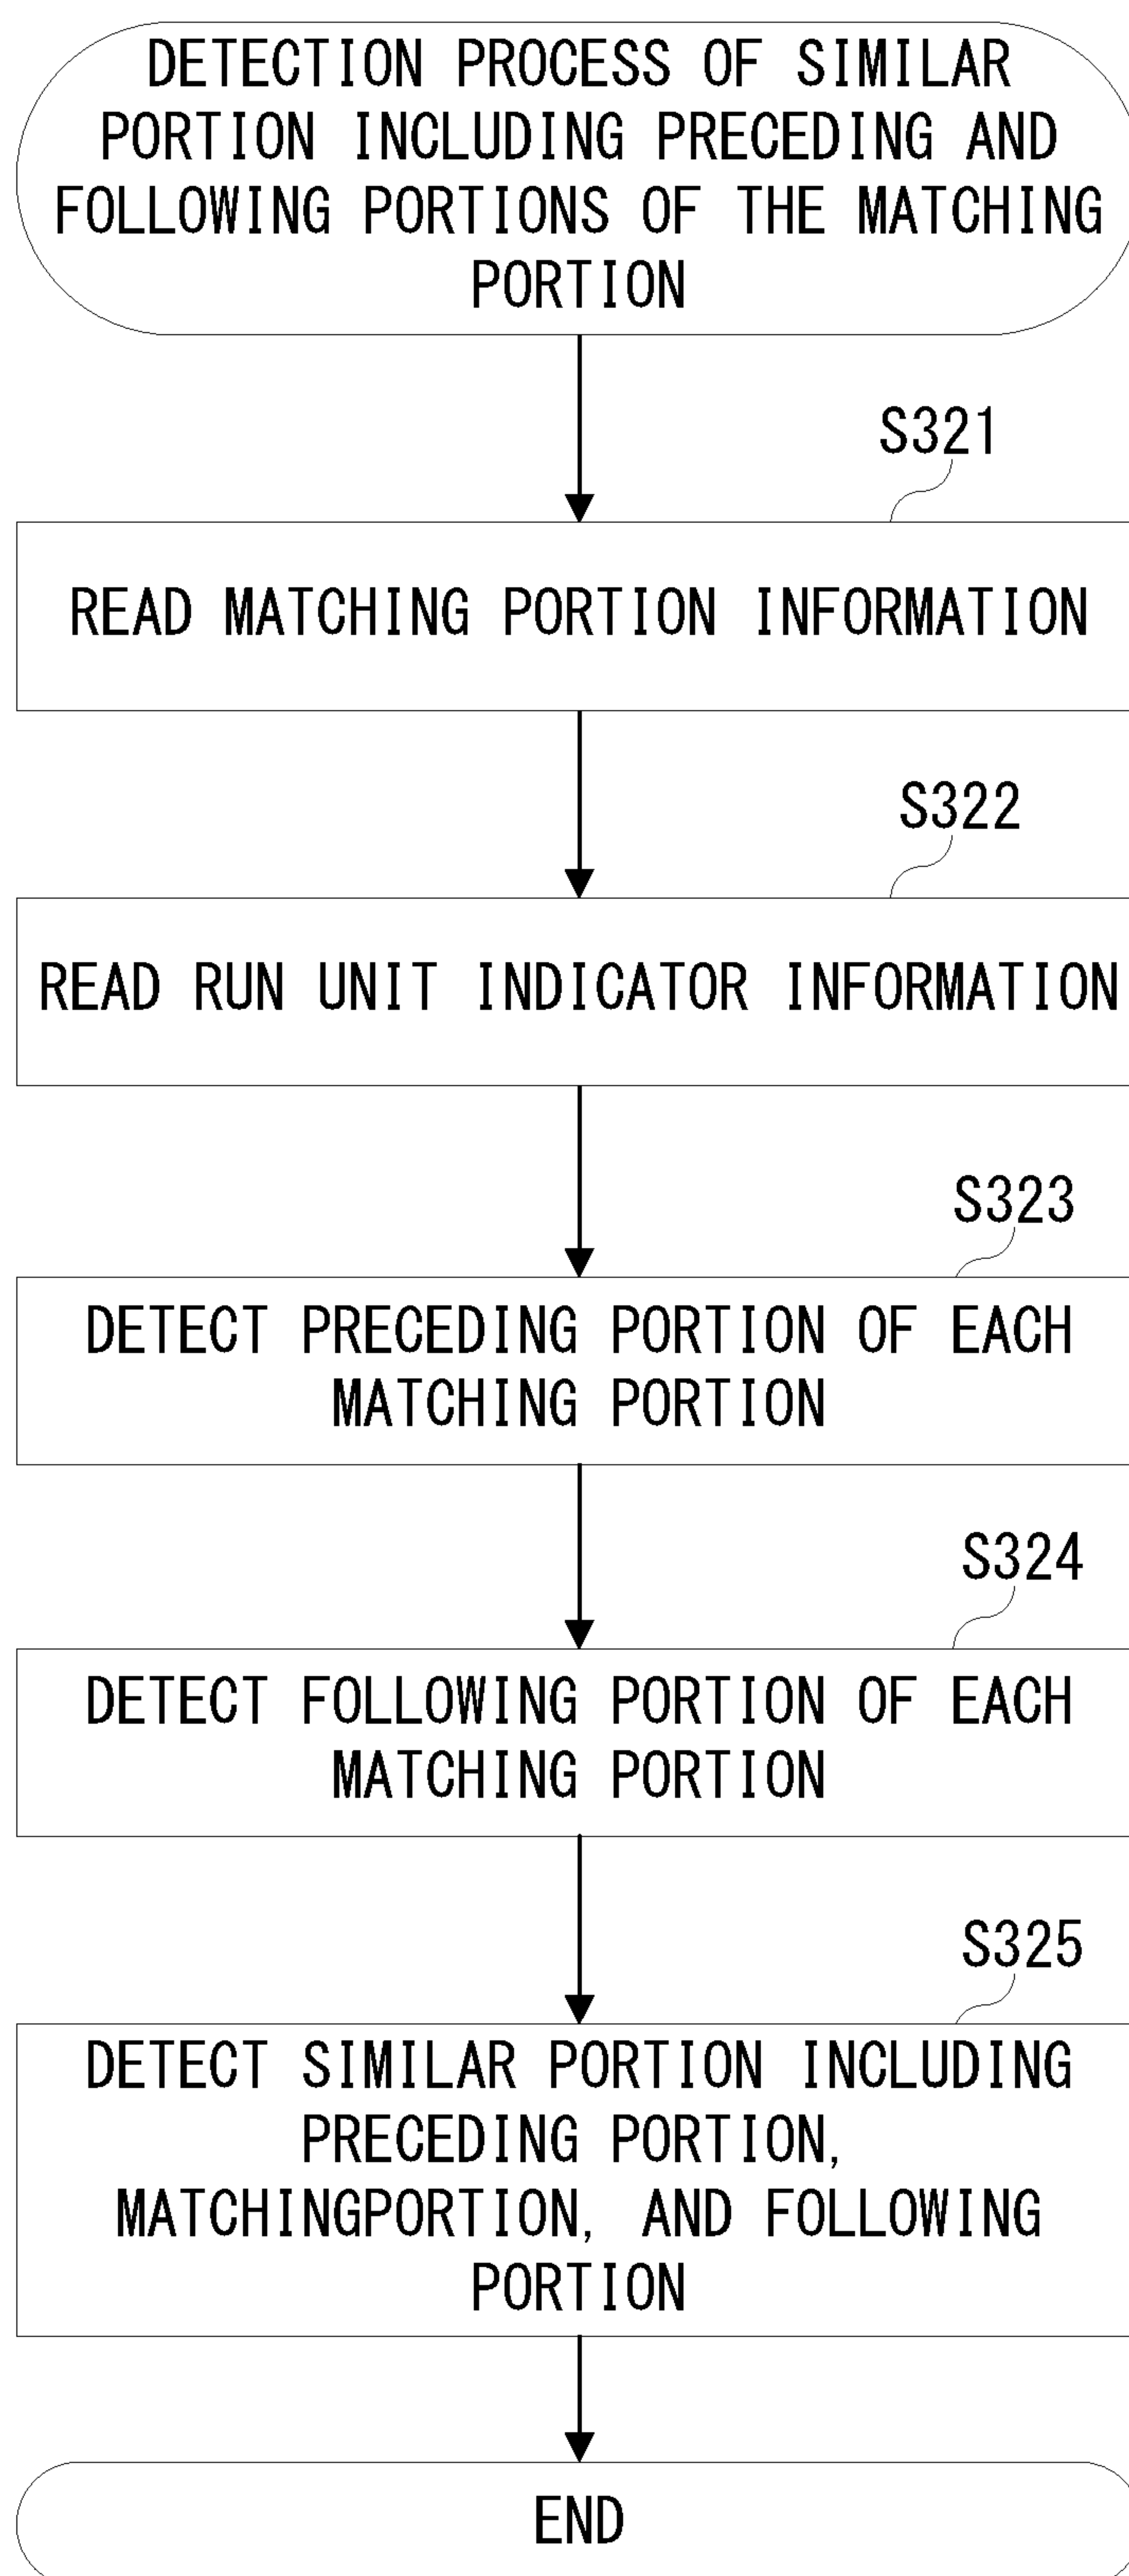 DETECTION PROCESS OF SIMILAR
PORTION INCLUDING PRECEDING AND
FOLLOWING PORTIONS OF THE MATCHING
PORTION
S321
READ MATCHING PORTION INFORMATION
S322
READ RUN UNIT INDICATOR INFORMATION
S323
DETECT PRECEDING PORTION OF EACH
MATCHING PORTION
S324
DETECT FOLLOWING PORTION OF EACH
MATCHING PORTION
S325
DETECT SIMILAR PORTION INCLUDING
PRECEDING PORTION,
MATCHINGPORTION, AND FOLLOWING
PORTION
END